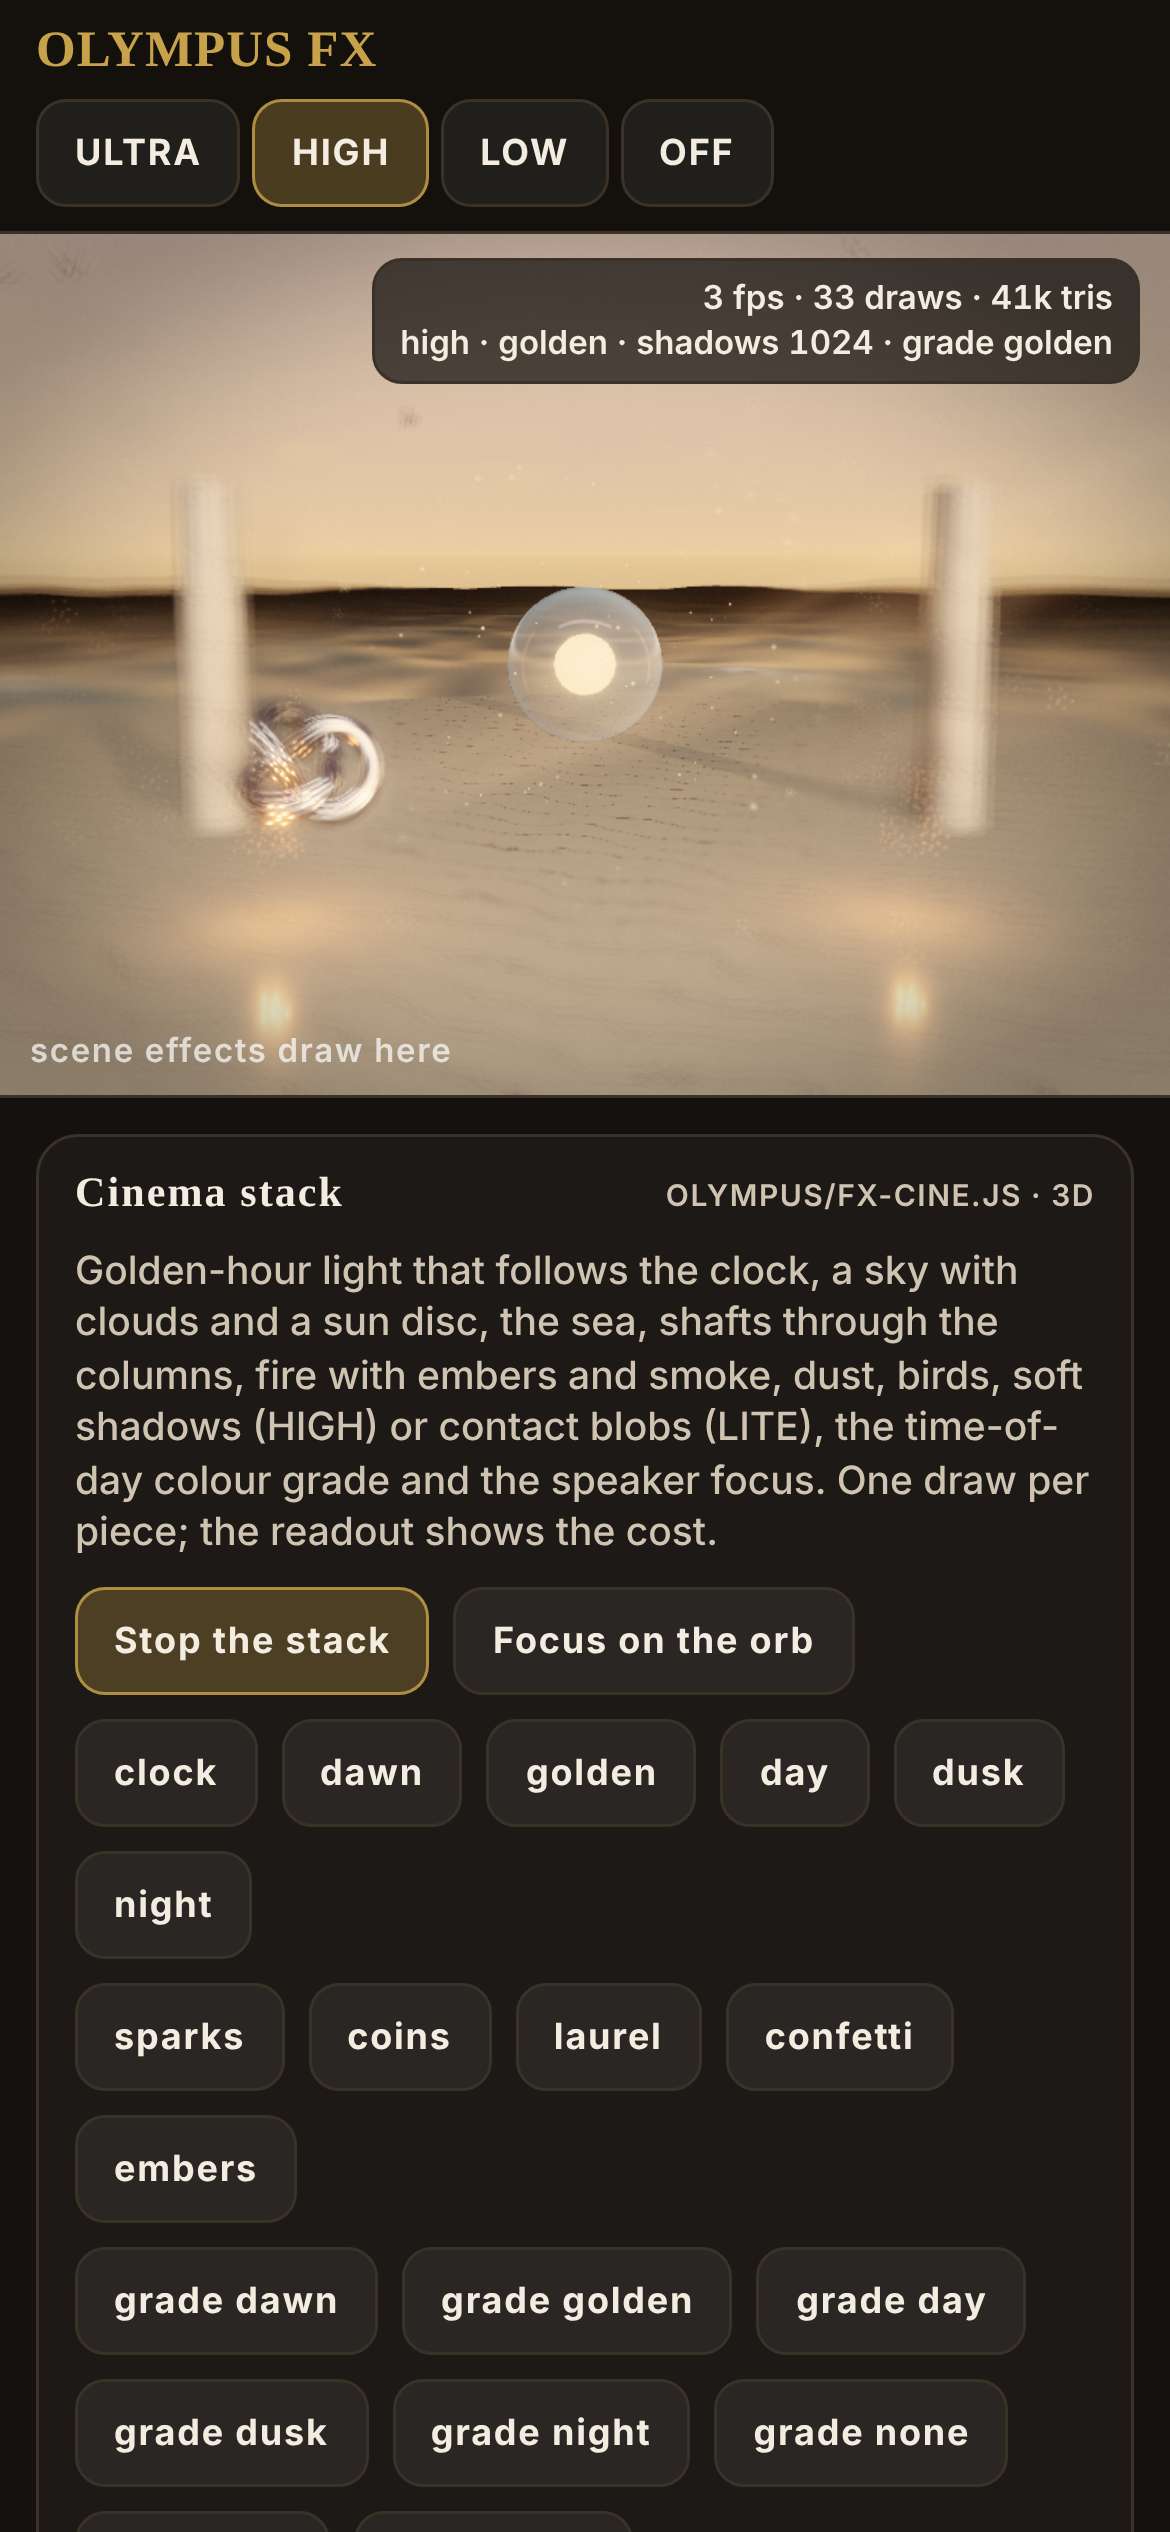 OLYMPUS FX
ULTRA HIGH LOW OFF
3 fps · 33 draws · 41k tris
high · golden · shadows 1024 · grade golden
scene effects draw here
Cinema stack OLYMPUS/FX-CINE.JS · 3D
Golden-hour light that follows the clock, a sky with
clouds and a sun disc, the sea, shafts through the
columns, fire with embers and smoke, dust, birds, soft
shadows (HIGH) or contact blobs (LITE), the time-of-
day colour grade and the speaker focus. One draw per
piece; the readout shows the cost.
Stop the stack Focus on the orb
clock dawn golden day dusk
night
sparks coins laurel confetti
embers
grade dawn grade golden grade day
grade dusk grade night grade none